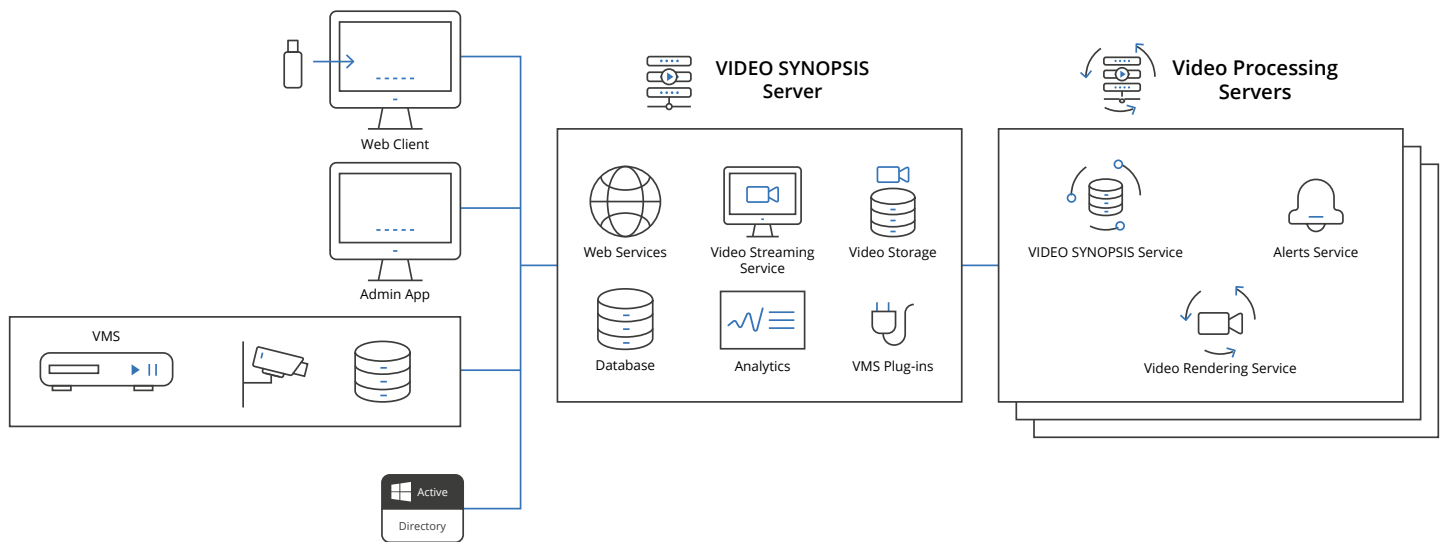 Web Client
Admin App
VMS
Active
Directory
VIDEO SYNOPSIS
Server
Web Services
Video Streaming
Service
Video Storage
Database
Analytics
VMS Plug-ins
Video Processing
Servers
VIDEO SYNOPSIS Service
Alerts Service
Video Rendering Service